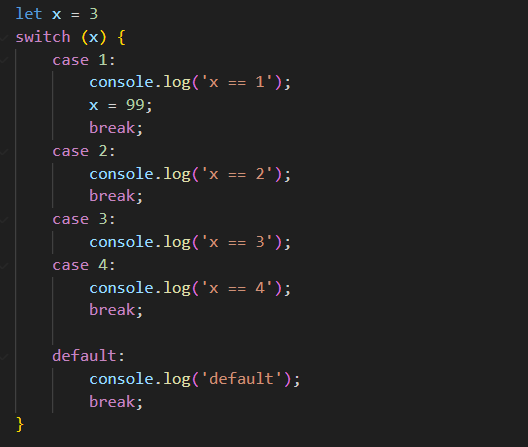 let x = 3
switch (x) {
    case 1:
        console.log('x == 1');
        x = 99;
        break;
    case 2:
        console.log('x == 2');
        break;
    case 3:
        console.log('x == 3');
    case 4:
        console.log('x == 4');
        break;

    default:
        console.log('default');
        break;
}